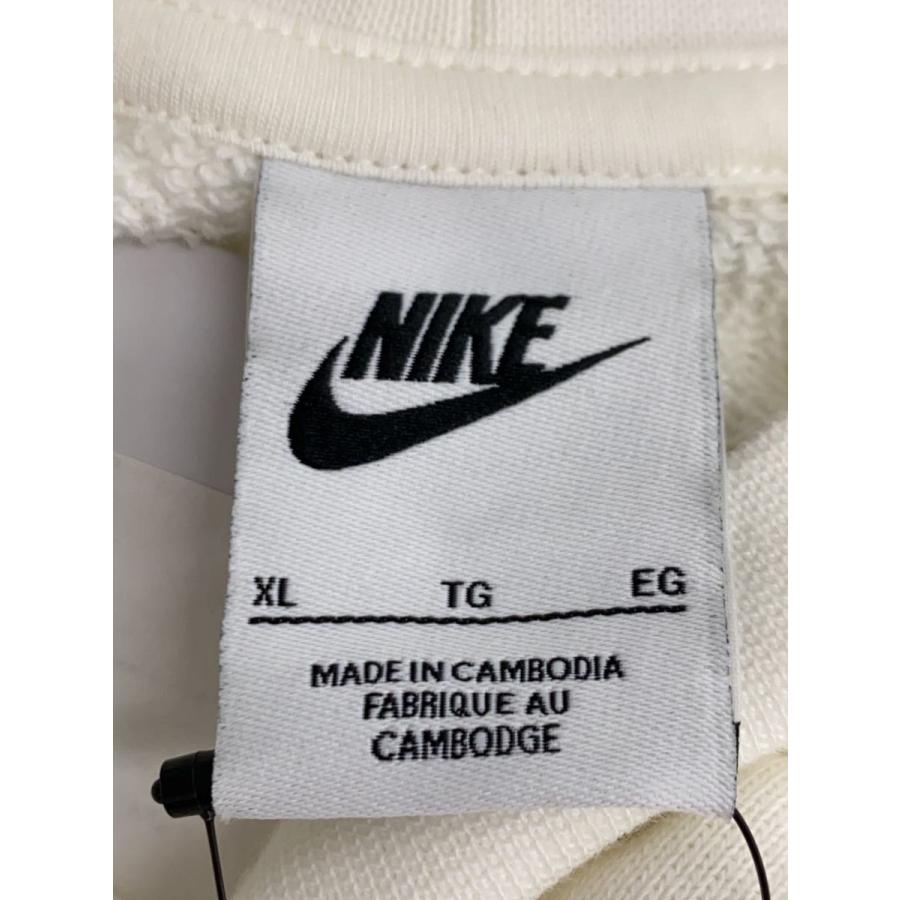 NIKE
XL TG EG
MADE IN CAMBODIA
FABRIQUE AU
CAMBODGE